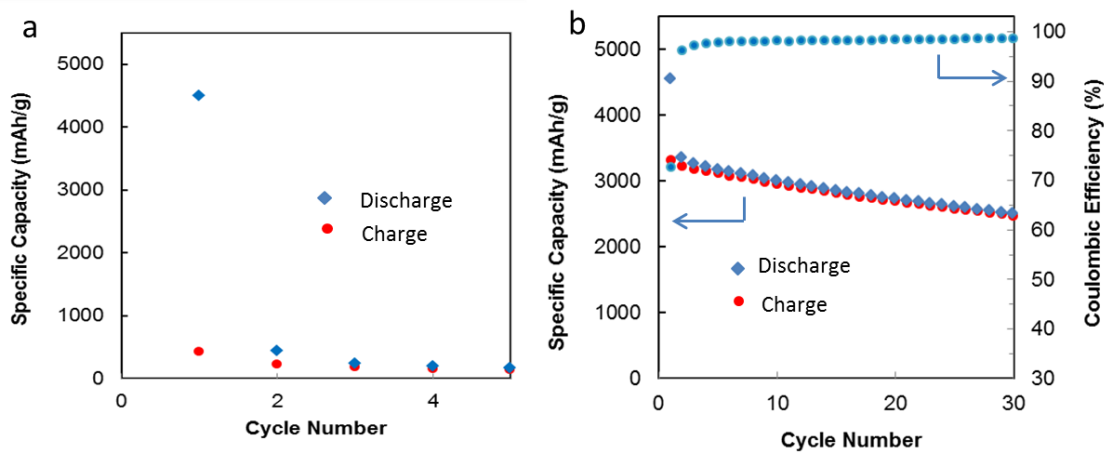 a
5000
4000
3000
2000
1000
0
0
2
4
Specific Capacity (mAh/g)
Cycle Number
Discharge
Charge
b
5000
4000
3000
2000
1000
0
0
10
20
30
100
90
80
70
60
50
40
30
Specific Capacity (mAh/g)
Coulombic Efficiency (%)
Cycle Number
Discharge
Charge